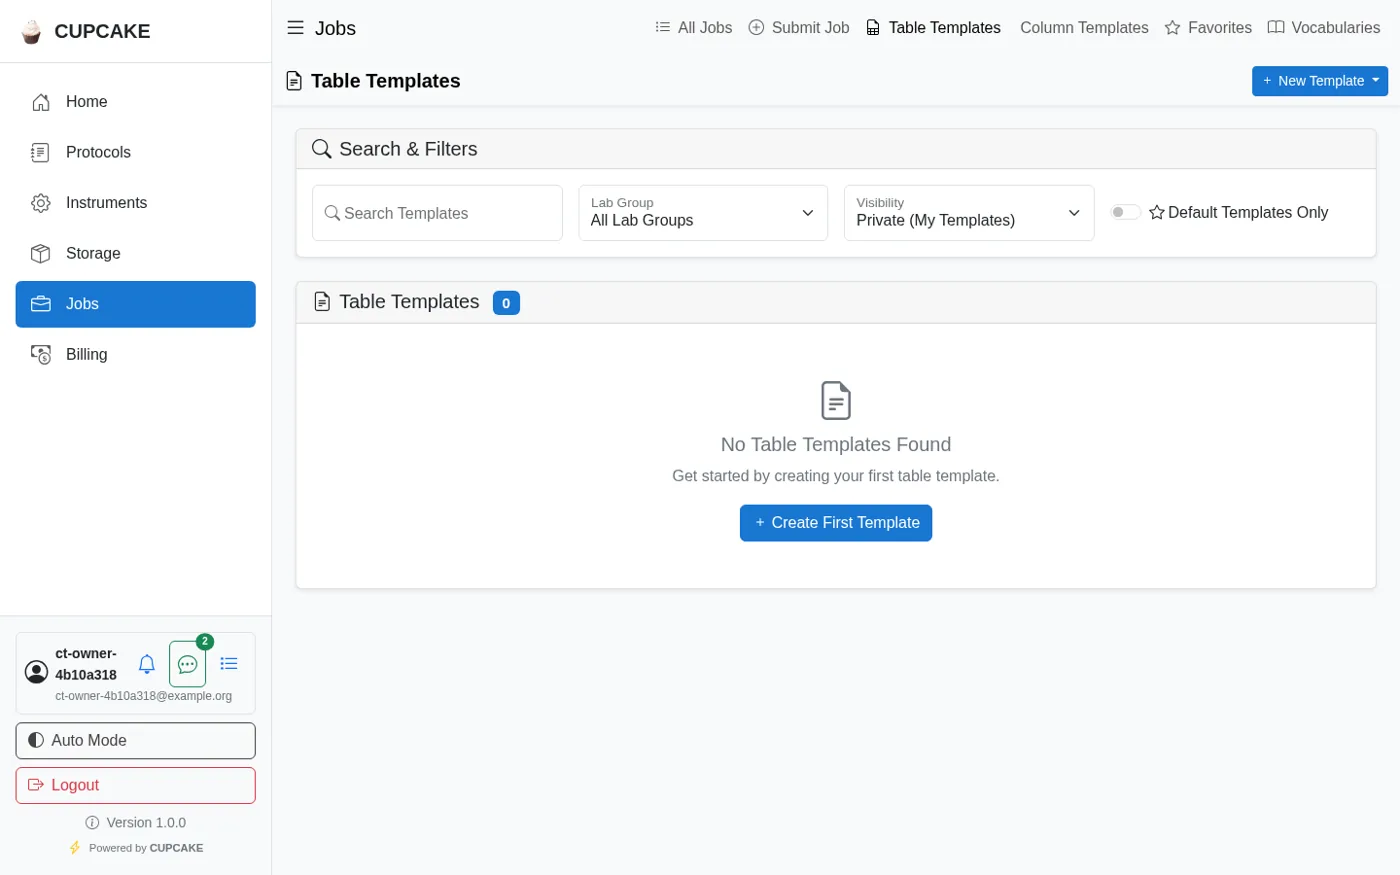 CUPCAKE
Home
Protocols
Instruments
Storage
Jobs
Billing
ct-owner-
4b10a318
2
ct-owner-4b10a318@example.org
Auto Mode
Logout
Version 1.0.0
Powered by CUPCAKE
Jobs
All Jobs
Submit Job
Table Templates
Column Templates
Favorites
Vocabularies
Table Templates
+ New Template
Search & Filters
Search Templates
Lab Group
All Lab Groups
Visibility
Private (My Templates)
Default Templates Only
Table Templates 0
No Table Templates Found
Get started by creating your first table template.
+ Create First Template